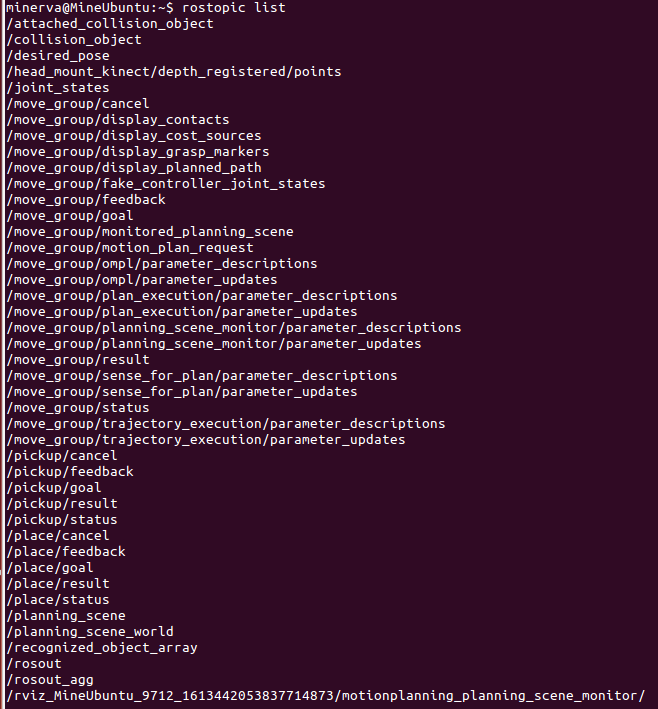 minerva@MineUbuntu:~$ rostopic list
/attached_collision_object
/collision_object
/desired_pose
/head_mount_kinect/depth_registered/points
/joint_states
/move_group/cancel
/move_group/display_contacts
/move_group/display_cost_sources
/move_group/display_grasp_markers
/move_group/display_planned_path
/move_group/fake_controller_joint_states
/move_group/feedback
/move_group/goal
/move_group/monitored_planning_scene
/move_group/motion_plan_request
/move_group/ompl/parameter_descriptions
/move_group/ompl/parameter_updates
/move_group/plan_execution/parameter_descriptions
/move_group/plan_execution/parameter_updates
/move_group/planning_scene_monitor/parameter_descriptions
/move_group/planning_scene_monitor/parameter_updates
/move_group/result
/move_group/sense_for_plan/parameter_descriptions
/move_group/sense_for_plan/parameter_updates
/move_group/status
/move_group/trajectory_execution/parameter_descriptions
/move_group/trajectory_execution/parameter_updates
/pickup/cancel
/pickup/feedback
/pickup/goal
/pickup/result
/pickup/status
/place/cancel
/place/feedback
/place/goal
/place/result
/place/status
/planning_scene
/planning_scene_world
/recognized_object_array
/rosout
/rosout_agg
/rviz_MineUbuntu_9712_1613442053837714873/motionplanning_planning_scene_monitor/